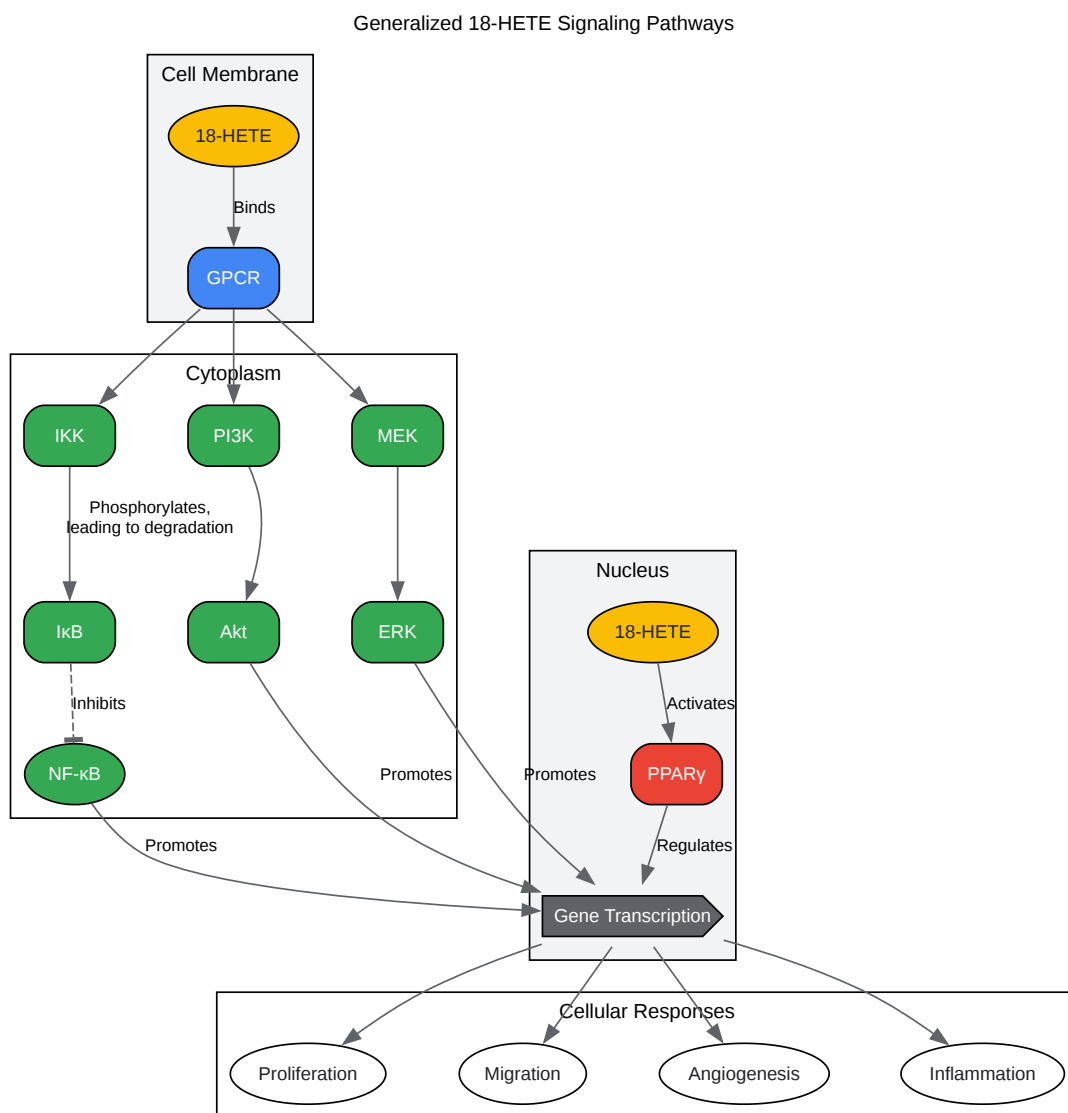 Generalized 18-HETE Signaling Pathways
Cell Membrane
18-HETE
Binds
GPCR
Cytoplasm
IKK
PI3K
MEK
Phosphorylates,
leading to degradation
IκB
Akt
ERK
Inhibits
NF-κB
Promotes
Promotes
Promotes
Nucleus
18-HETE
Activates
PPARγ
Regulates
Gene Transcription
Cellular Responses
Proliferation
Migration
Angiogenesis
Inflammation